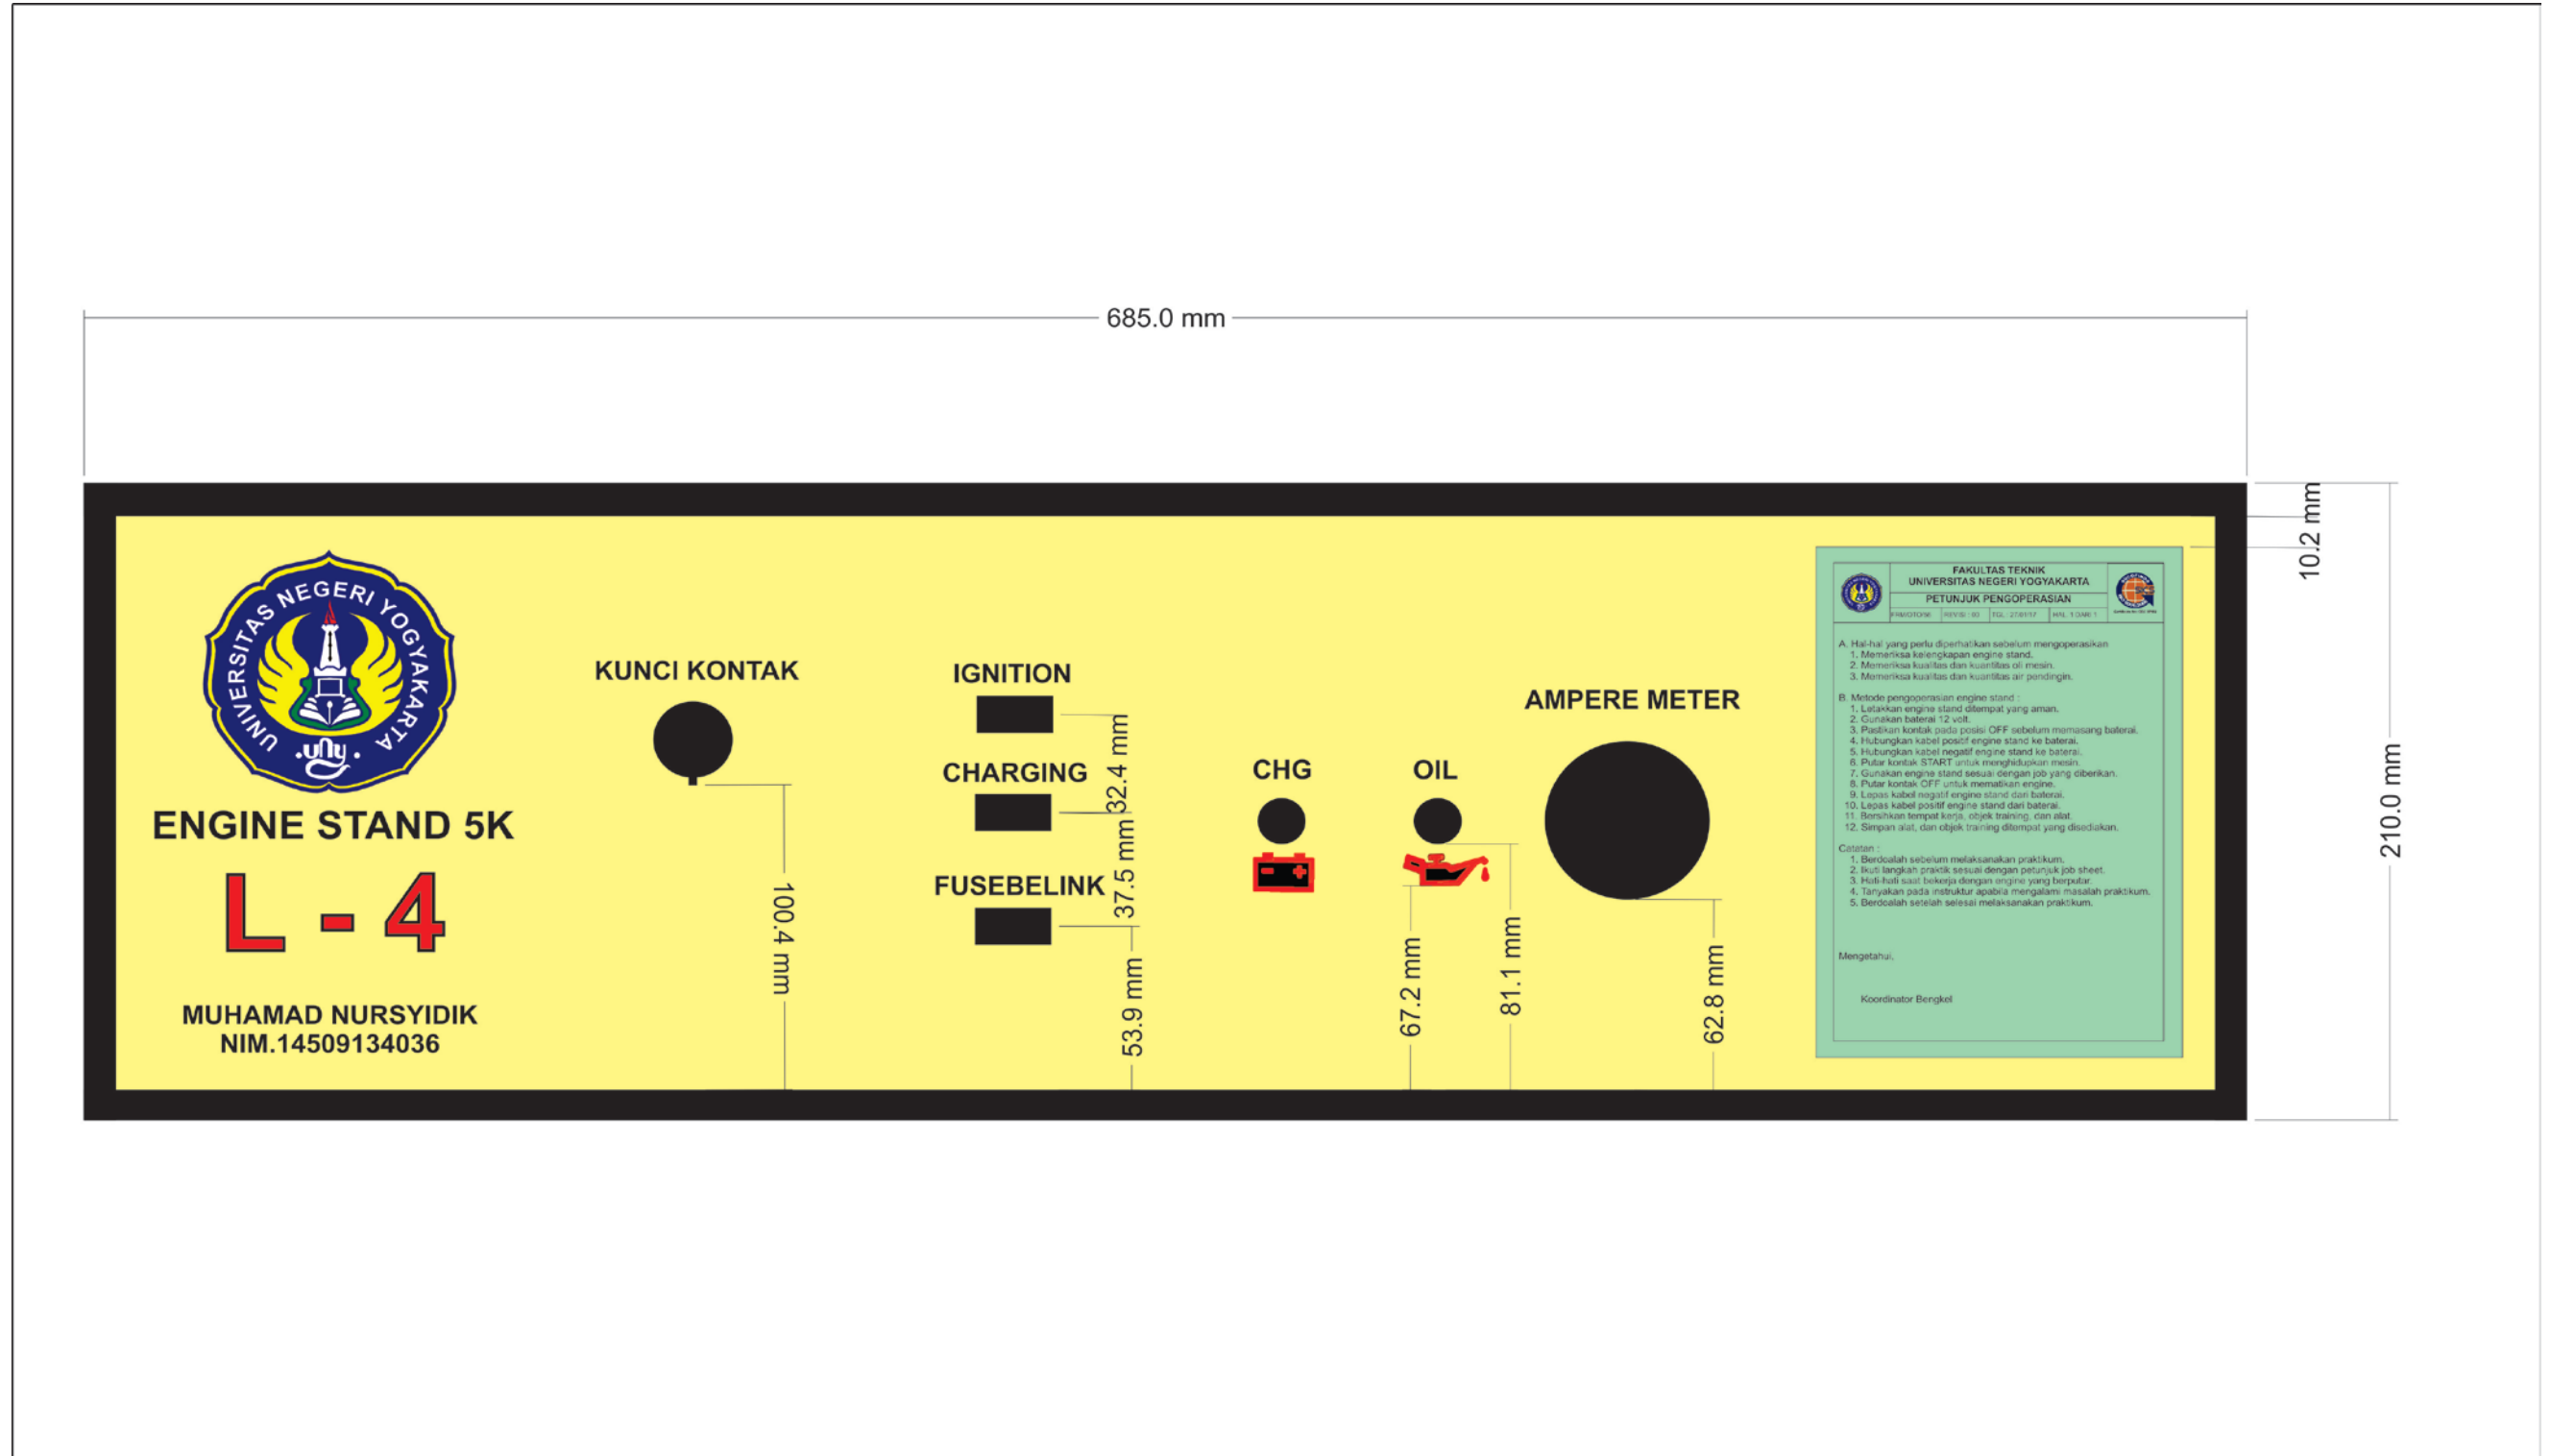 685.0 mm
10.2 mm
210.0 mm
UNIVERSITAS NEGERI YOGYAKARTA
uny
ENGINE STAND 5K
L - 4
MUHAMAD NURSYIDIK
NIM.14509134036
KUNCI KONTAK
100.4 mm
IGNITION
CHARGING
FUSEBELINK
32.4 mm
37.5 mm
53.9 mm
CHG
OIL
67.2 mm
81.1 mm
AMPERE METER
62.8 mm
FAKULTAS TEKNIK
UNIVERSITAS NEGERI YOGYAKARTA
PETUNJUK PENGOPERASIAN
REVISI : 00 TGL : 27/01/17 HAL. 1 DARI 1
A. Hal-hal yang perlu diperhatikan sebelum mengoperasikan
1. Memeriksa kelengkapan engine stand.
2. Memeriksa kualitas dan kuantitas oli mesin.
3. Memeriksa kualitas dan kuantitas air pendingin.
B. Metode pengoperasian engine stand :
1. Letakkan engine stand ditempat yang aman.
2. Gunakan baterai 12 volt.
3. Pastikan kontak pada posisi OFF sebelum memasang baterai.
4. Hubungkan kabel positif engine stand ke baterai.
5. Hubungkan kabel negatif engine stand ke baterai.
6. Putar kontak START untuk menghidupkan mesin.
7. Gunakan engine stand sesuai dengan job yang diberikan.
8. Putar kontak OFF untuk mematikan engine.
9. Lepas kabel negatif engine stand dari baterai.
10. Lepas kabel positif engine stand dari baterai.
11. Bersihkan tempat kerja, objek training, dan alat.
12. Simpan alat, dan objek training ditempat yang disediakan.
Catatan :
1. Berdoalah sebelum melaksanakan praktikum.
2. Ikuti langkah praktik sesuai dengan petunjuk job sheet.
3. Hati-hati saat bekerja dengan engine yang berputar.
4. Tanyakan pada instruktur apabila mengalami masalah praktikum.
5. Berdoalah setelah selesai melaksanakan praktikum.
Mengetahui.
Koordinator Bengkel